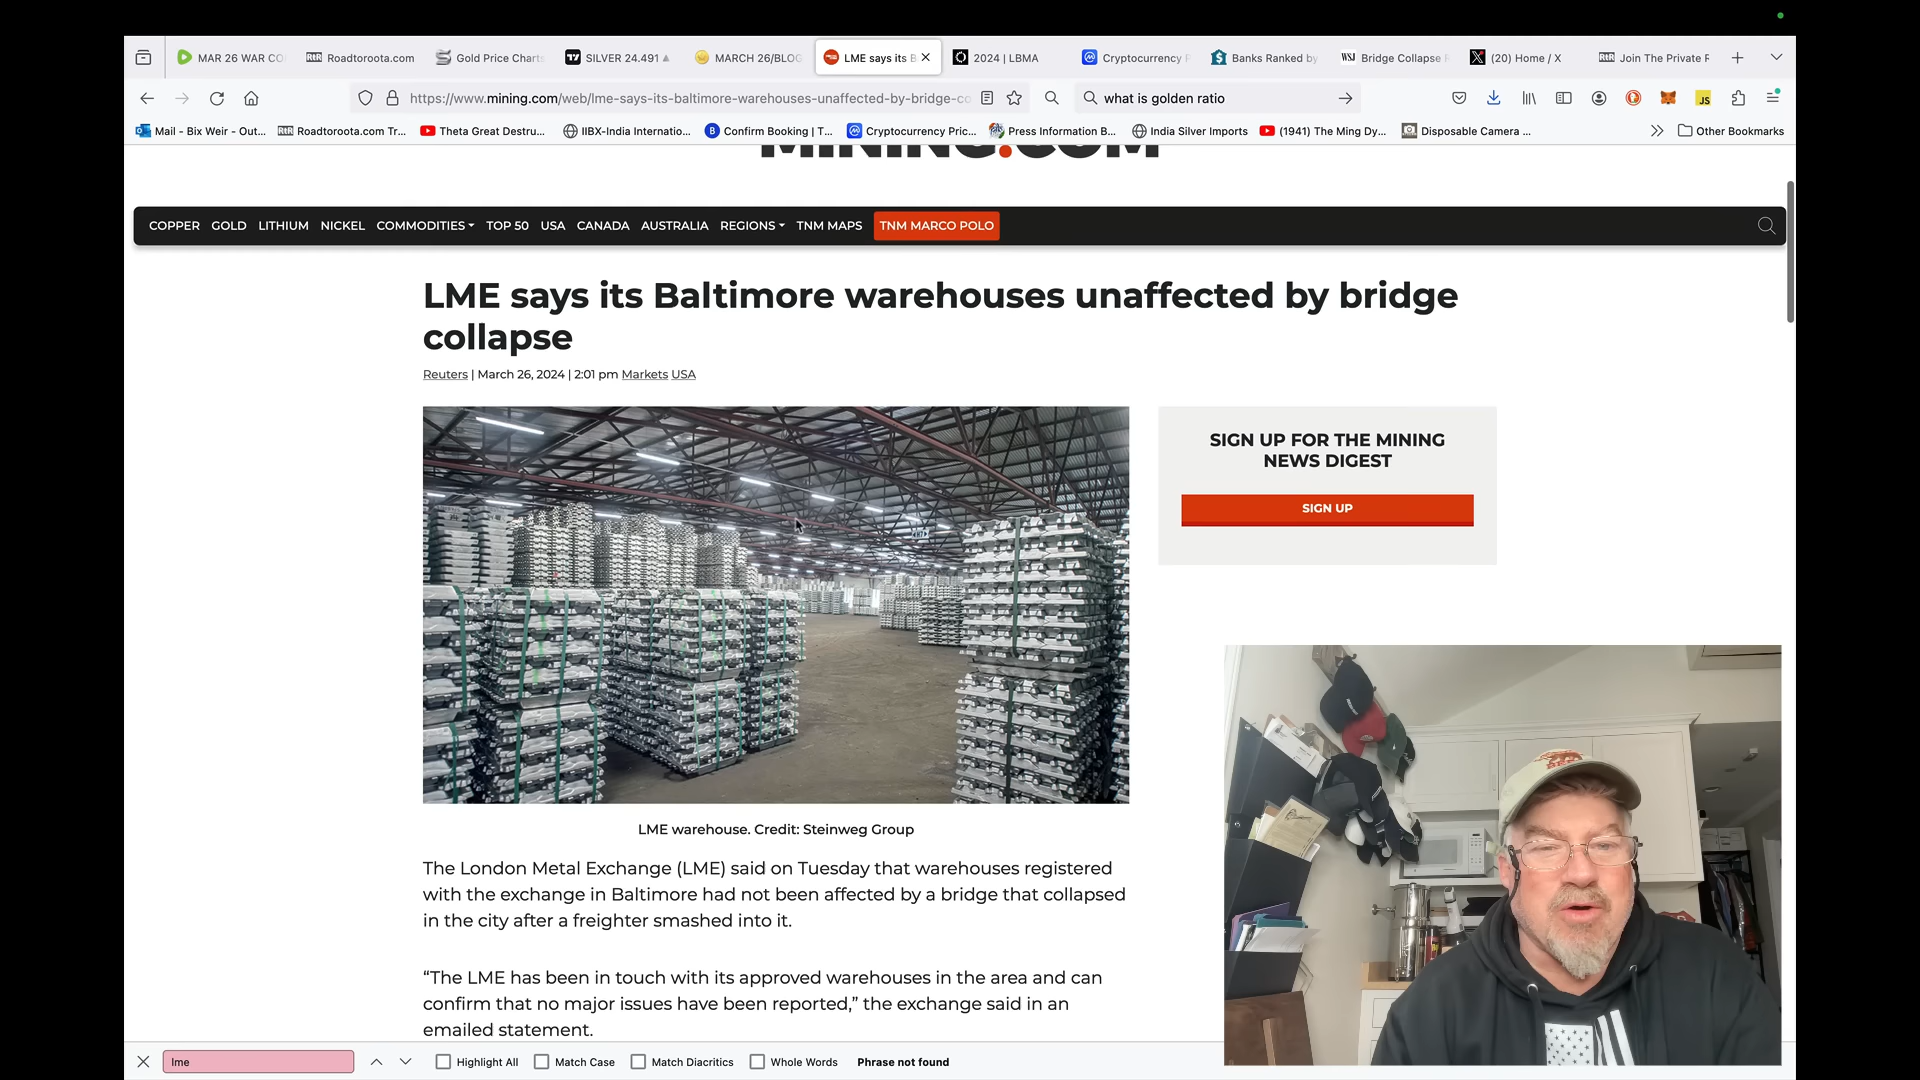 MAR 26 WAR CO
Roadtoroota.com
Gold Price Charts
SILVER 24.491 ▲
MARCH 26/BLOG
LME says its B
2024 | LBMA
Cryptocurrency P
Banks Ranked by
WSJ Bridge Collapse R
(20) Home / X
Join The Private R
https://www.mining.com/web/lme-says-its-baltimore-warehouses-unaffected-by-bridge-co
what is golden ratio
JS
Mail - Bix Weir - Out...
Roadtoroota.com Tr...
Theta Great Destru...
IIBX-India Internatio...
Confirm Booking | T...
Cryptocurrency Pric...
Press Information B...
India Silver Imports
(1941) The Ming Dy...
Disposable Camera ...
Other Bookmarks
MINING.COM
COPPER GOLD LITHIUM NICKEL COMMODITIES TOP 50 USA CANADA AUSTRALIA REGIONS TNM MAPS TNM MARCO POLO
LME says its Baltimore warehouses unaffected by bridge
collapse
Reuters | March 26, 2024 | 2:01 pm Markets USA
SIGN UP FOR THE MINING
NEWS DIGEST
SIGN UP
LME warehouse. Credit: Steinweg Group
The London Metal Exchange (LME) said on Tuesday that warehouses registered
with the exchange in Baltimore had not been affected by a bridge that collapsed
in the city after a freighter smashed into it.
“The LME has been in touch with its approved warehouses in the area and can
confirm that no major issues have been reported,” the exchange said in an
emailed statement.
lme
Highlight All
Match Case
Match Diacritics
Whole Words
Phrase not found